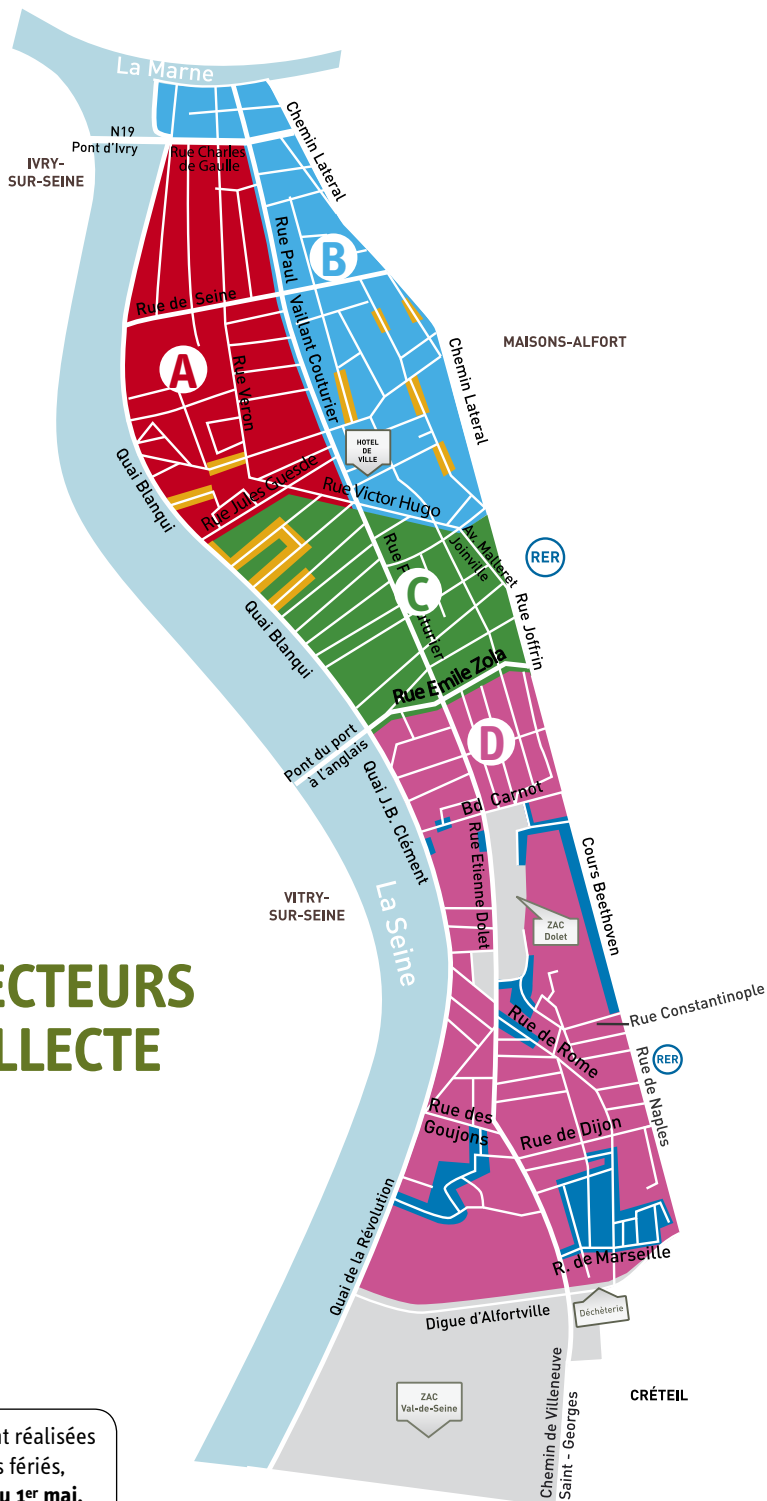 La Marne
N19
Pont d'Ivry
IVRY-
SUR-SEINE
Rue Charles
de Gaulle
Chemin Lateral
Rue Paul Vaillant Couturier
B
Rue de Seine
MAISONS-ALFORT
Chemin Lateral
A
Rue Veron
HOTEL
DE
VILLE
Quai Blanqui
Rue Jules Guesde
Rue Victor Hugo
Av. Malleret
Joinville
RER
Rue
C
Quai Blanqui
Rue Joffrin
Rue Emile Zola
Pont du port
à l'anglais
D
Quai J.B. Clément
Bd Carnot
Rue Etienne Dolet
Cours Beethoven
VITRY-
SUR-SEINE
La Seine
ZAC
Dolet
ECTEURS
LLECTE
Rue Constantinople
Rue de Rome
RER
Rue de Naples
Rue des
Goujons
Rue de Dijon
Quai de la Révolution
R. de Marseille
Digue d'Alfortville
Déchèterie
ZAC
Val-de-Seine
Chemin de Villeneuve
Saint - Georges
CRÉTEIL
t réalisées
s fériés,
u 1er mai.